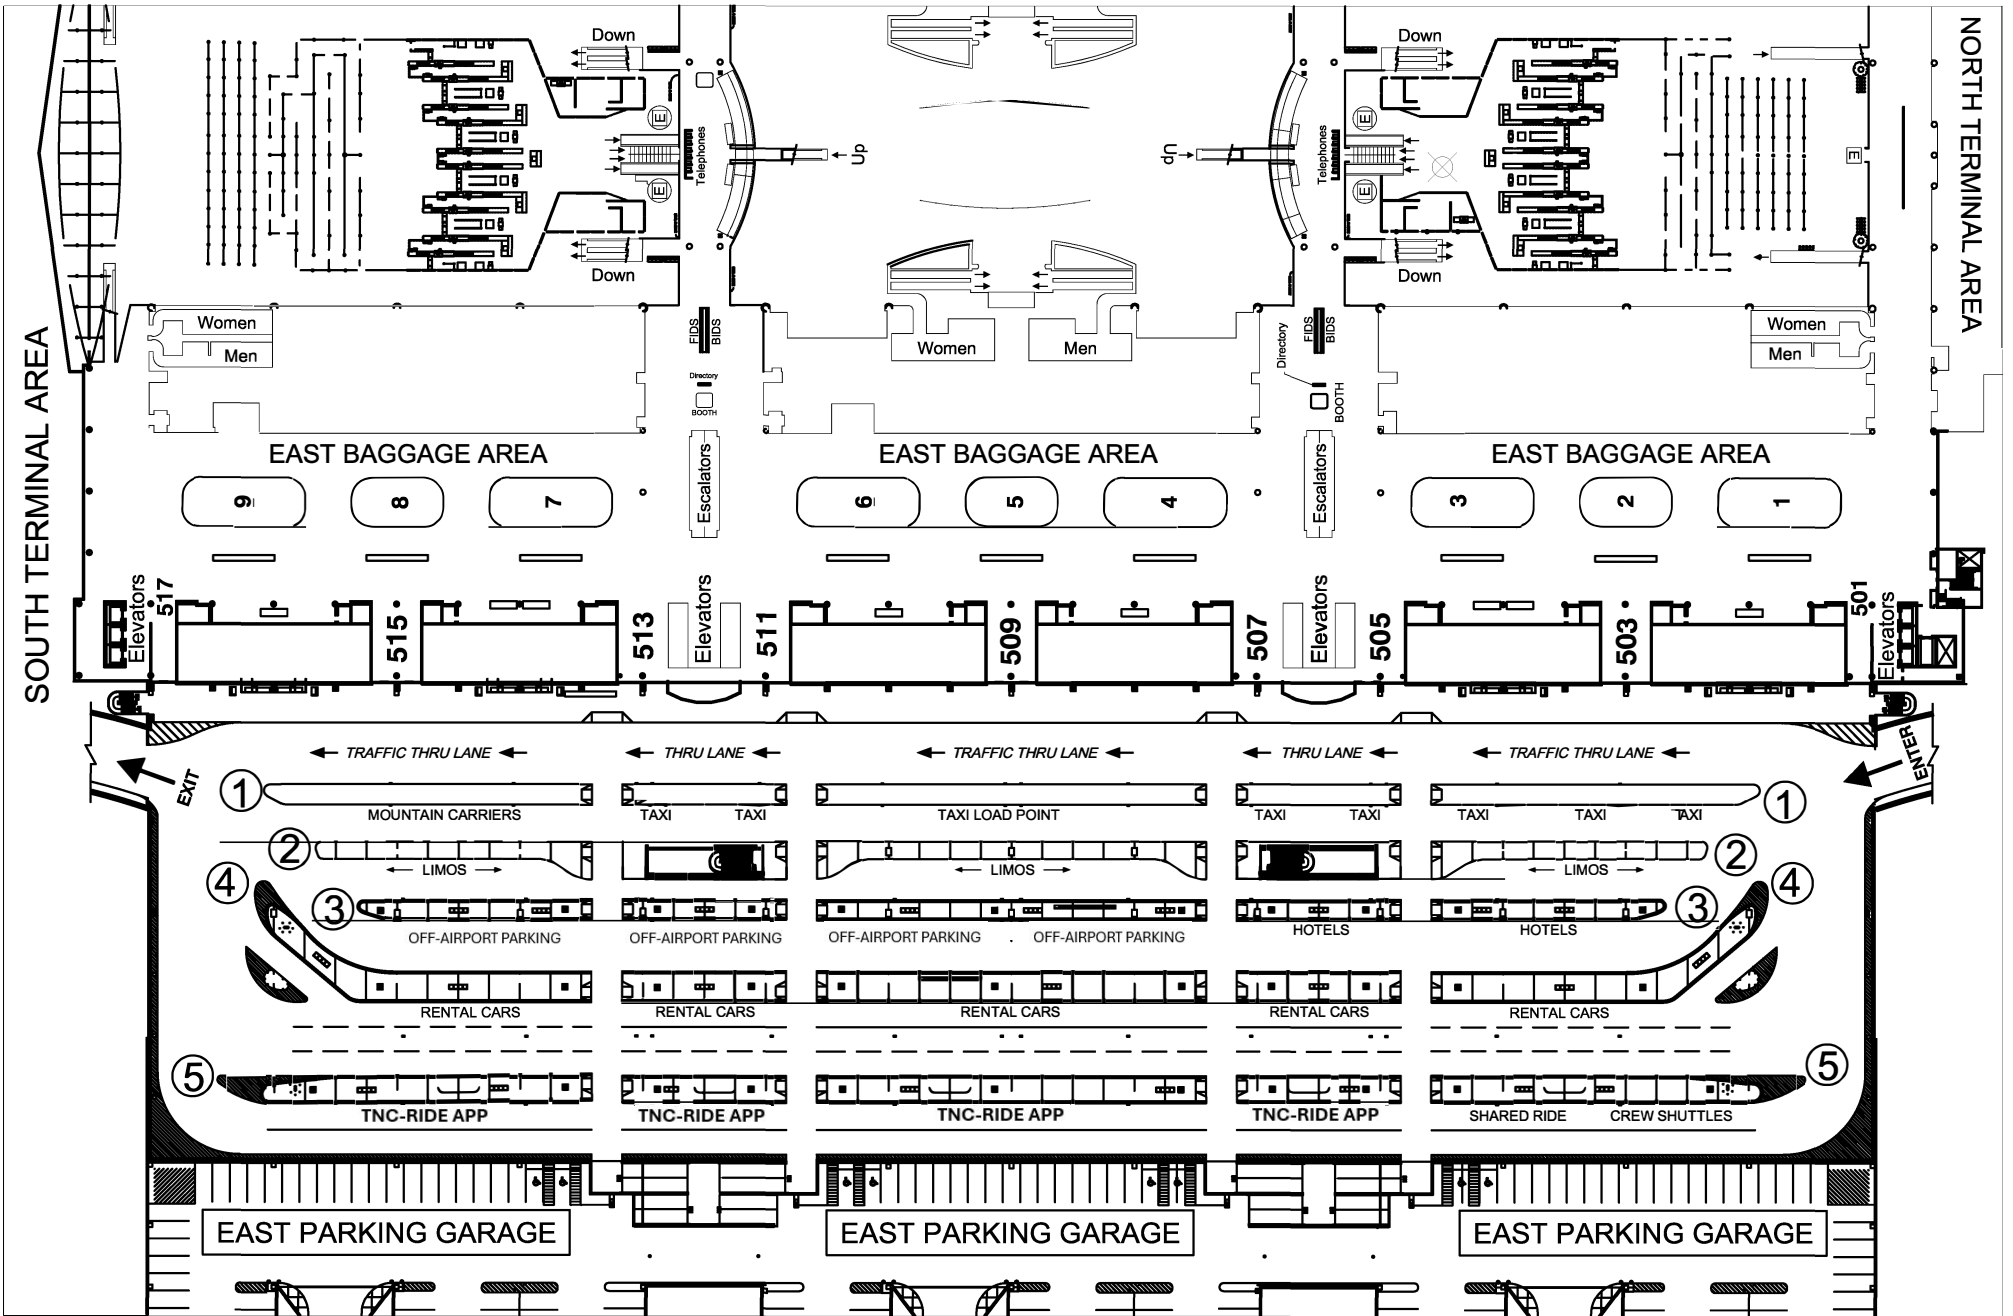 Down
Down
NORTH TERMINAL AREA
E
E
Telephones
Up
Up
Telephones
E
E
E
Down
Down
Women
Men
FIDS
BIDS
Women
Men
Directory
FIDS
BIDS
Women
Men
SOUTH TERMINAL AREA
Directory
BOOTH
BOOTH
EAST BAGGAGE AREA
EAST BAGGAGE AREA
EAST BAGGAGE AREA
9
8
7
Escalators
6
5
4
Escalators
3
2
1
Elevators
517
515
513
Elevators
511
509
507
Elevators
505
503
501
Elevators
TRAFFIC THRU LANE
THRU LANE
TRAFFIC THRU LANE
THRU LANE
TRAFFIC THRU LANE
ENTER
EXIT
1
1
MOUNTAIN CARRIERS
TAXI
TAXI
TAXI LOAD POINT
TAXI
TAXI
TAXI
TAXI
TAXI
2
2
LIMOS
LIMOS
LIMOS
4
4
3
3
OFF-AIRPORT PARKING
OFF-AIRPORT PARKING
OFF-AIRPORT PARKING
OFF-AIRPORT PARKING
HOTELS
HOTELS
RENTAL CARS
RENTAL CARS
RENTAL CARS
RENTAL CARS
RENTAL CARS
5
5
TNC-RIDE APP
TNC-RIDE APP
TNC-RIDE APP
TNC-RIDE APP
SHARED RIDE
CREW SHUTTLES
EAST PARKING GARAGE
EAST PARKING GARAGE
EAST PARKING GARAGE